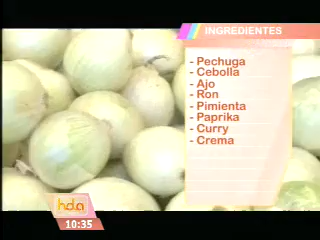 INGREDIENTES
- Pechuga
- Cebolla
- Ajo
- Ron
- Pimienta
- Paprika
- Curry
- Crema
hda
10:35